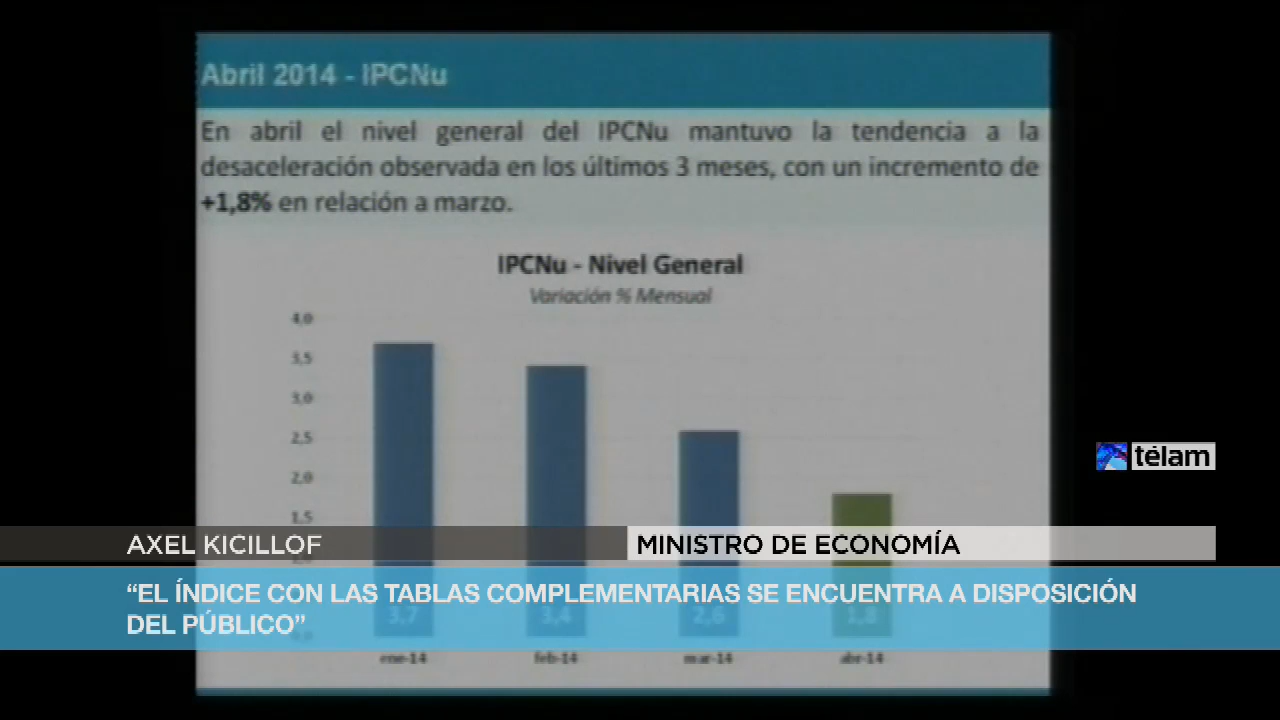 Abril 2014 - IPCNu
En abril el nivel general del IPCNu mantuvo la tendencia a la
desaceleración observada en los últimos 3 meses, con un incremento de
+1,8% en relación a marzo.
IPCNu - Nivel General
Variación % Mensual
4,0
3,5
3,0
2,5
2,0
1,5
télam
AXEL KICILLOF
MINISTRO DE ECONOMÍA
“EL ÍNDICE CON LAS TABLAS COMPLEMENTARIAS SE ENCUENTRA A DISPOSICIÓN
DEL PÚBLICO”
3,7 3,4 2,6 1,8
ene-14 feb-14 mar-14 abr-14